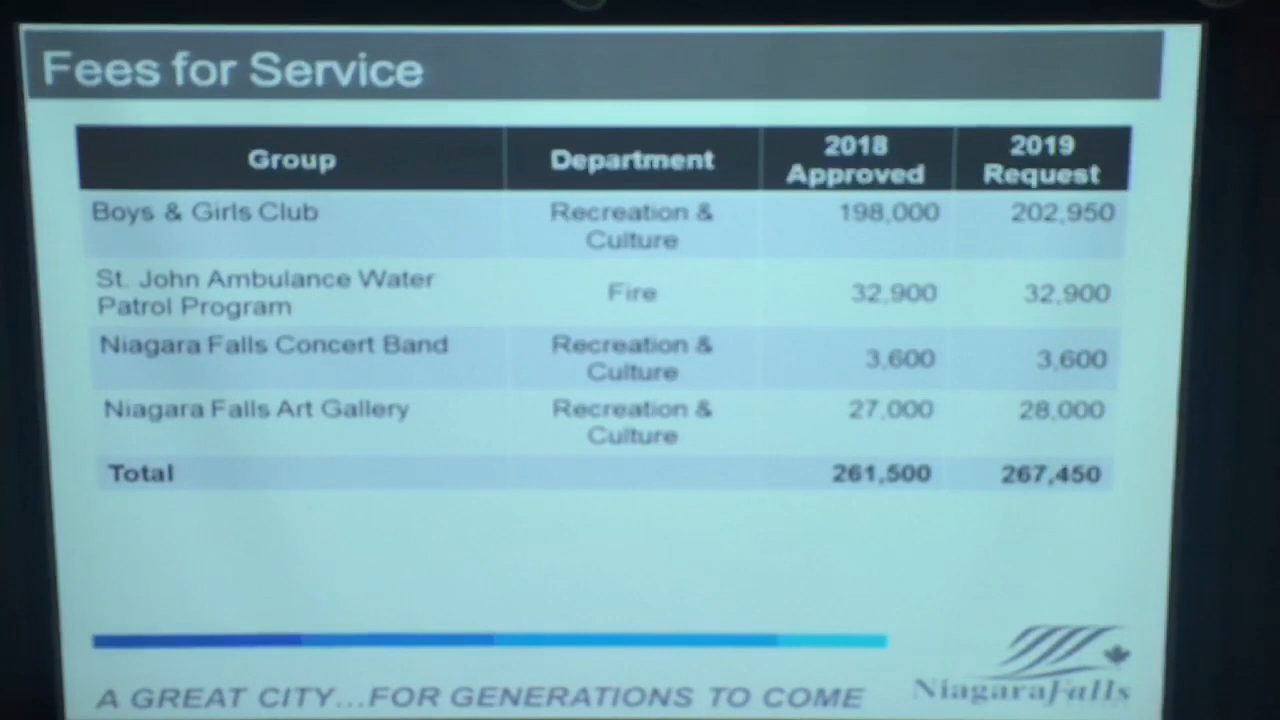 Fees for Service
Group Department 2018 Approved 2019 Request
Boys & Girls Club Recreation & Culture 198,000 202,950
St. John Ambulance Water Patrol Program Fire 32,900 32,900
Niagara Falls Concert Band Recreation & Culture 3,600 3,600
Niagara Falls Art Gallery Recreation & Culture 27,000 28,000
Total 261,500 267,450
A GREAT CITY...FOR GENERATIONS TO COME
NiagaraFalls